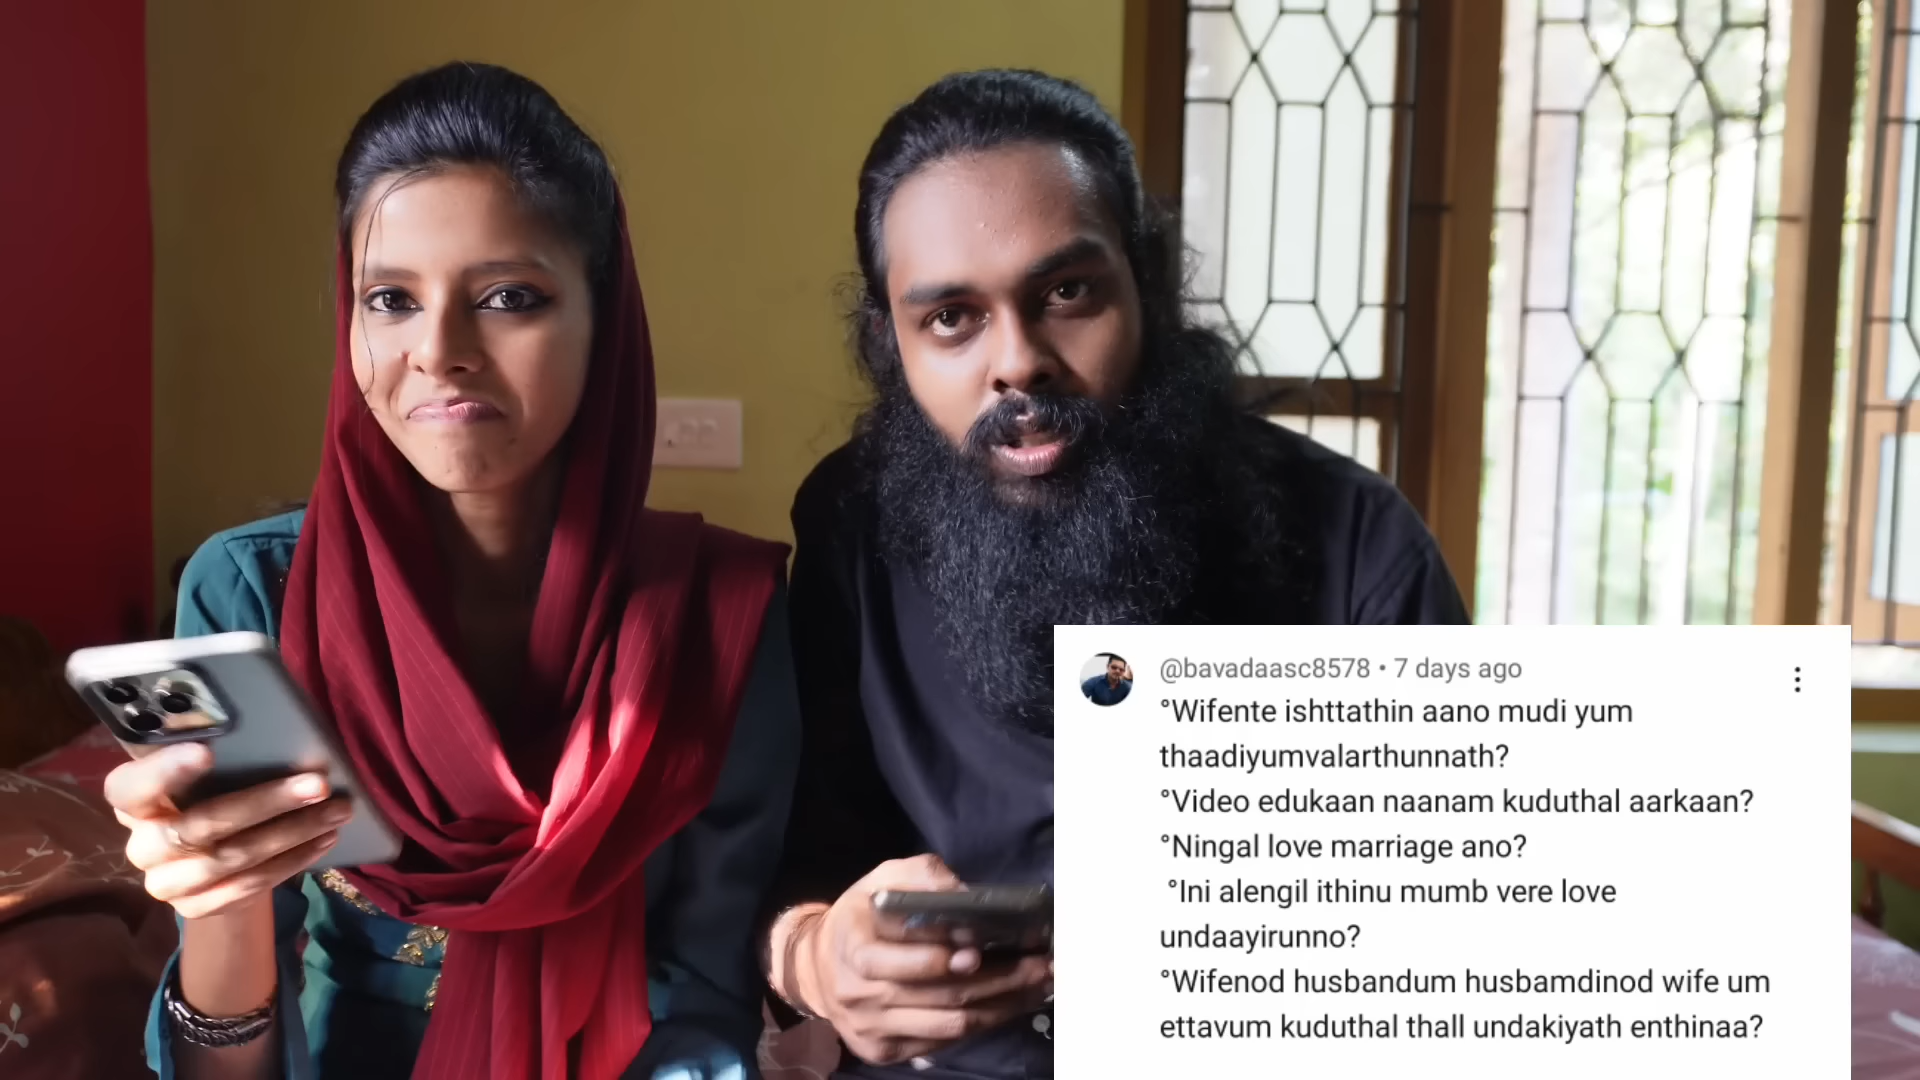 @bavadaasc8578 • 7 days ago
°Wifente ishttathin aano mudi yum
thaadiyumvalarthunnath?
°Video edukaan naanam kuduthal aarkaan?
°Ningal love marriage ano?
°Ini alengil ithinu mumb vere love
undaayirunno?
°Wifenod husbandum husbamdinod wife um
ettavum kuduthal thall undakiyath enthinaa?